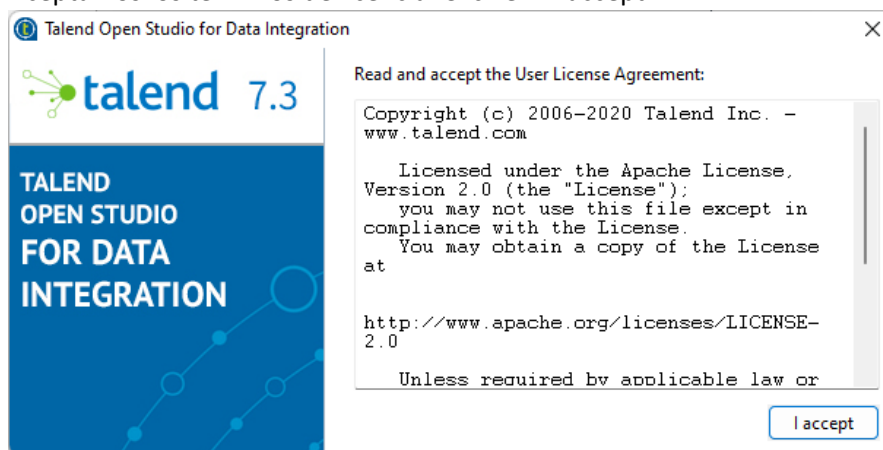 Talend Open Studio for Data Integration
talend 7.3
TALEND
OPEN STUDIO
FOR DATA
INTEGRATION
Read and accept the User License Agreement:
Copyright (c) 2006-2020 Talend Inc. –
www.talend.com
Licensed under the Apache License,
Version 2.0 (the "License");
you may not use this file except in
compliance with the License.
You may obtain a copy of the License
at
http://www.apache.org/licenses/LICENSE-
2.0
Unless required by applicable law or
I accept